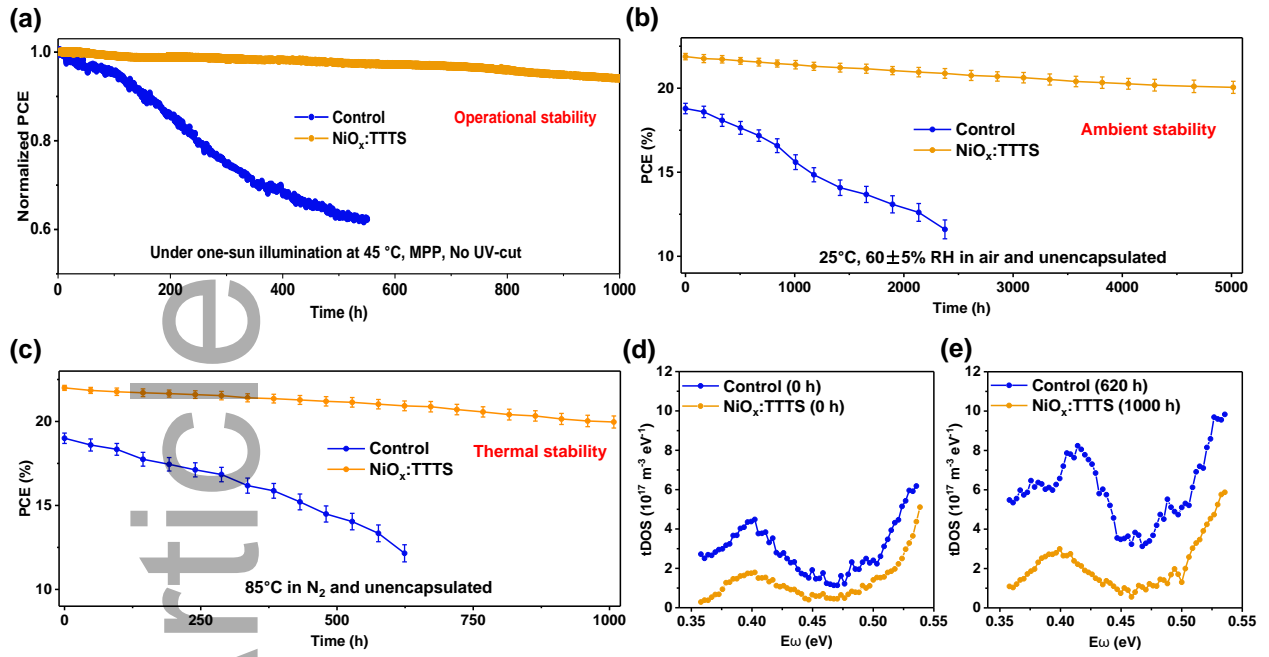 (a)
1.0
0.8
0.6
Normalized PCE
Control
NiOx:TTTS
Operational stability
Under one-sun illumination at 45 °C, MPP, No UV-cut
0 200 400 600 800 1000
Time (h)
(b)
20
15
10
PCE (%)
Control
NiOx:TTTS
Ambient stability
25°C, 60±5% RH in air and unencapsulated
0 1000 2000 3000 4000 5000
Time (h)
(c)
20
15
10
PCE (%)
Control
NiOx:TTTS
Thermal stability
85°C in N2 and unencapsulated
0 250 500 750 1000
Time (h)
(d)
12
10
8
6
4
2
0
tDOS (10¹⁷ m⁻³ eV⁻¹)
Control (0 h)
NiOx:TTTS (0 h)
0.35 0.40 0.45 0.50 0.55
Eω (eV)
(e)
12
10
8
6
4
2
0
tDOS (10¹⁷ m⁻³ eV⁻¹)
Control (620 h)
NiOx:TTTS (1000 h)
0.35 0.40 0.45 0.50 0.55
Eω (eV)
rticle